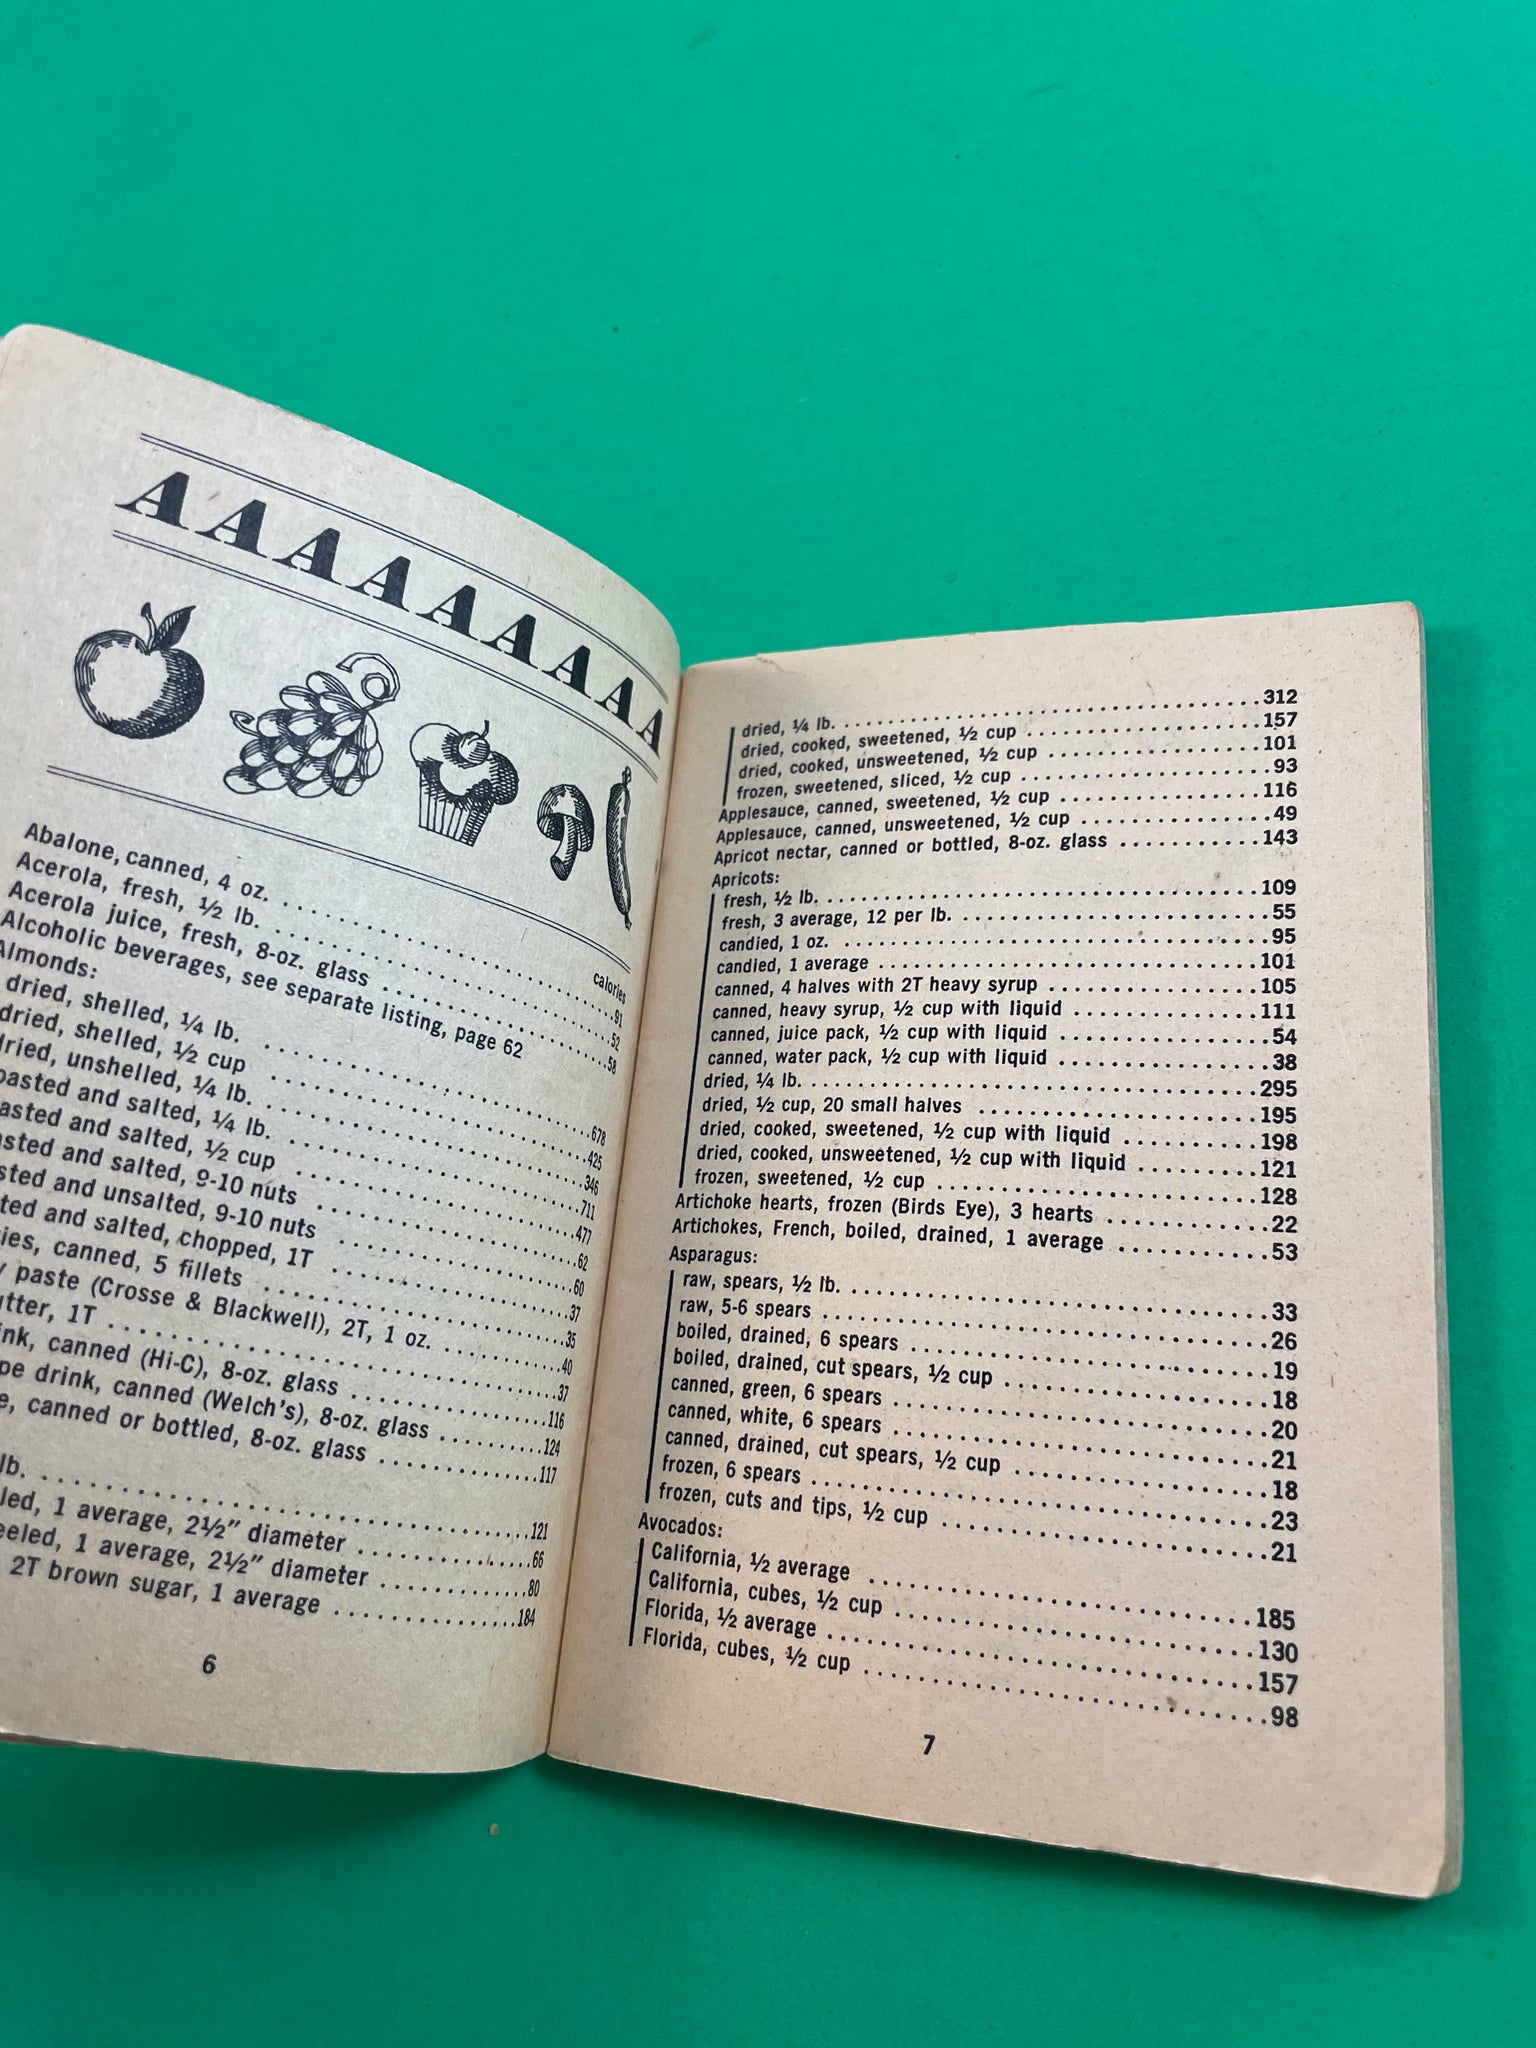 A A A A A A A A
calories
Abalone, canned, 4 oz. ....................91
Acerola, fresh, ½ lb. ....................52
Acerola juice, fresh, 8-oz. glass ....................58
Alcoholic beverages, see separate listing, page 62
Almonds:
dried, shelled, ¼ lb. ....................678
dried, shelled, ½ cup ....................425
dried, unshelled, ¼ lb. ....................346
oasted and salted, ¼ lb. ....................711
asted and salted, ½ cup ....................477
sted and salted, 9-10 nuts ....................62
sted and unsalted, 9-10 nuts ....................60
ted and salted, chopped, 1T ....................37
ies, canned, 5 fillets ....................35
y paste (Crosse & Blackwell), 2T, 1 oz. ....................40
utter, 1T ....................37
ink, canned (Hi-C), 8-oz. glass ....................116
pe drink, canned (Welch's), 8-oz. glass ....................124
e, canned or bottled, 8-oz. glass ....................117
lb. ....................121
led, 1 average, 2½" diameter ....................66
eeled, 1 average, 2½" diameter ....................80
2T brown sugar, 1 average ....................184
6
dried, ¼ lb. ....................312
dried, cooked, sweetened, ½ cup ....................157
dried, cooked, unsweetened, ½ cup ....................101
frozen, sweetened, sliced, ½ cup ....................93
Applesauce, canned, sweetened, ½ cup ....................116
Applesauce, canned, unsweetened, ½ cup ....................49
Apricot nectar, canned or bottled, 8-oz. glass ....................143
Apricots:
fresh, ½ lb. ....................109
fresh, 3 average, 12 per lb. ....................55
candied, 1 oz. ....................95
candied, 1 average ....................101
canned, 4 halves with 2T heavy syrup ....................105
canned, heavy syrup, ½ cup with liquid ....................111
canned, juice pack, ½ cup with liquid ....................54
canned, water pack, ½ cup with liquid ....................38
dried, ¼ lb. ....................295
dried, ½ cup, 20 small halves ....................195
dried, cooked, sweetened, ½ cup with liquid ....................198
dried, cooked, unsweetened, ½ cup with liquid ....................121
frozen, sweetened, ½ cup ....................128
Artichoke hearts, frozen (Birds Eye), 3 hearts ....................22
Artichokes, French, boiled, drained, 1 average ....................53
Asparagus:
raw, spears, ½ lb. ....................33
raw, 5-6 spears ....................26
boiled, drained, 6 spears ....................19
boiled, drained, cut spears, ½ cup ....................18
canned, green, 6 spears ....................20
canned, white, 6 spears ....................21
canned, drained, cut spears, ½ cup ....................18
frozen, 6 spears ....................23
frozen, cuts and tips, ½ cup ....................21
Avocados:
California, ½ average ....................185
California, cubes, ½ cup ....................130
Florida, ½ average ....................157
Florida, cubes, ½ cup ....................98
7